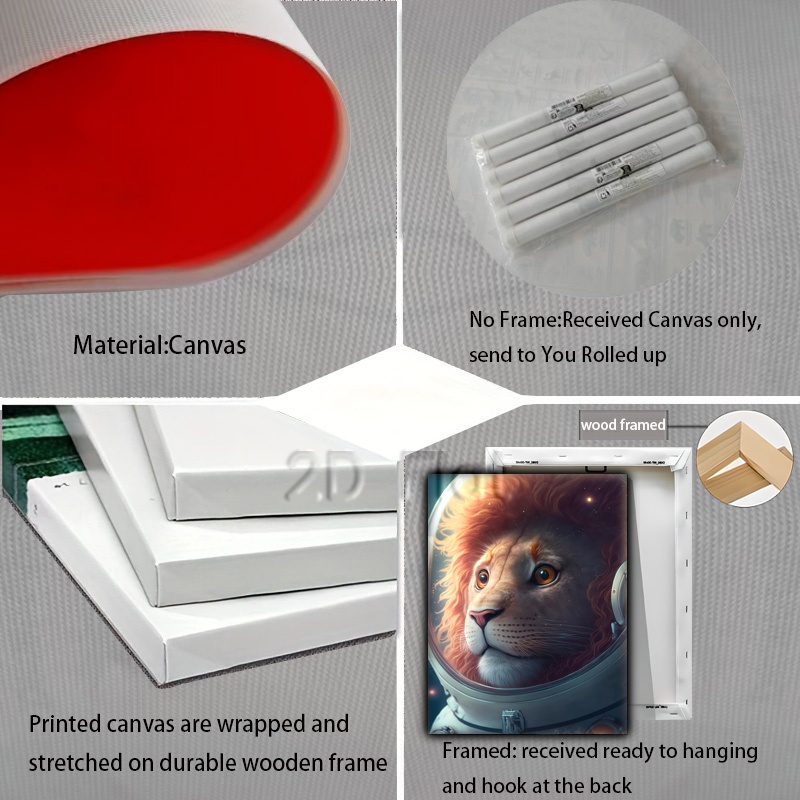 Material:Canvas
No Frame:Received Canvas only,
send to You Rolled up
2D
Printed canvas are wrapped and
stretched on durable wooden frame
wood framed
Framed: received ready to hanging
and hook at the back